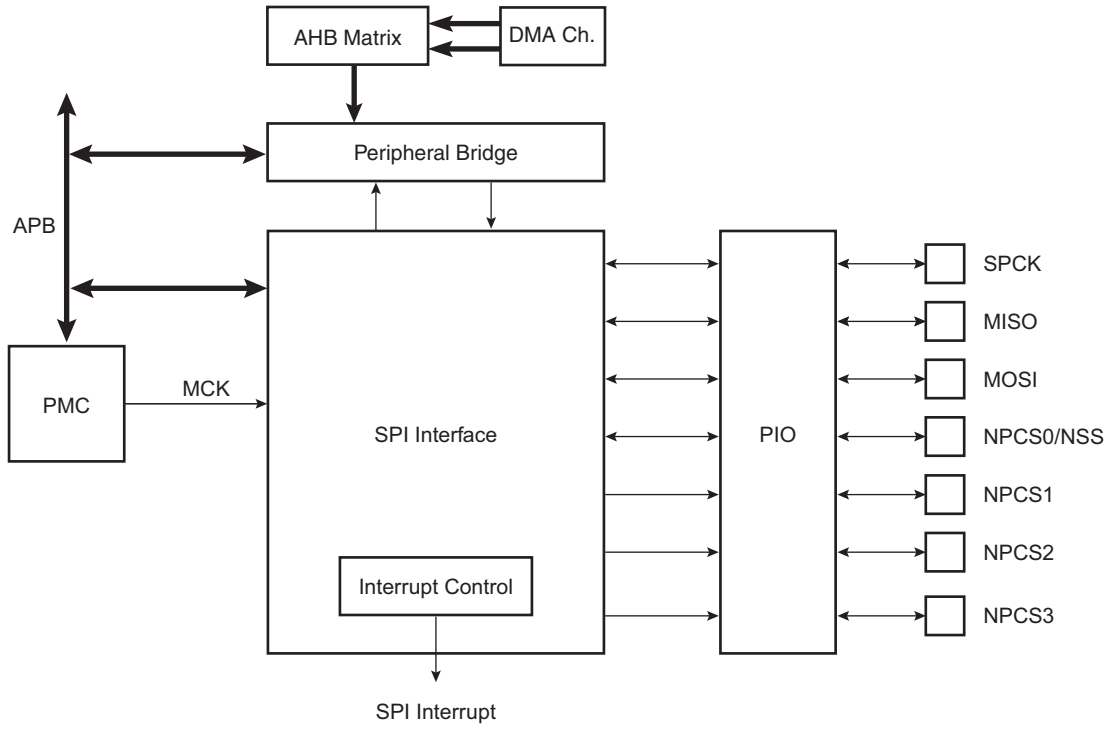 AHB Matrix
DMA Ch.
Peripheral Bridge
APB
SPCK
MISO
MCK
MOSI
PMC
SPI Interface
PIO
NPCS0/NSS
NPCS1
NPCS2
Interrupt Control
NPCS3
SPI Interrupt